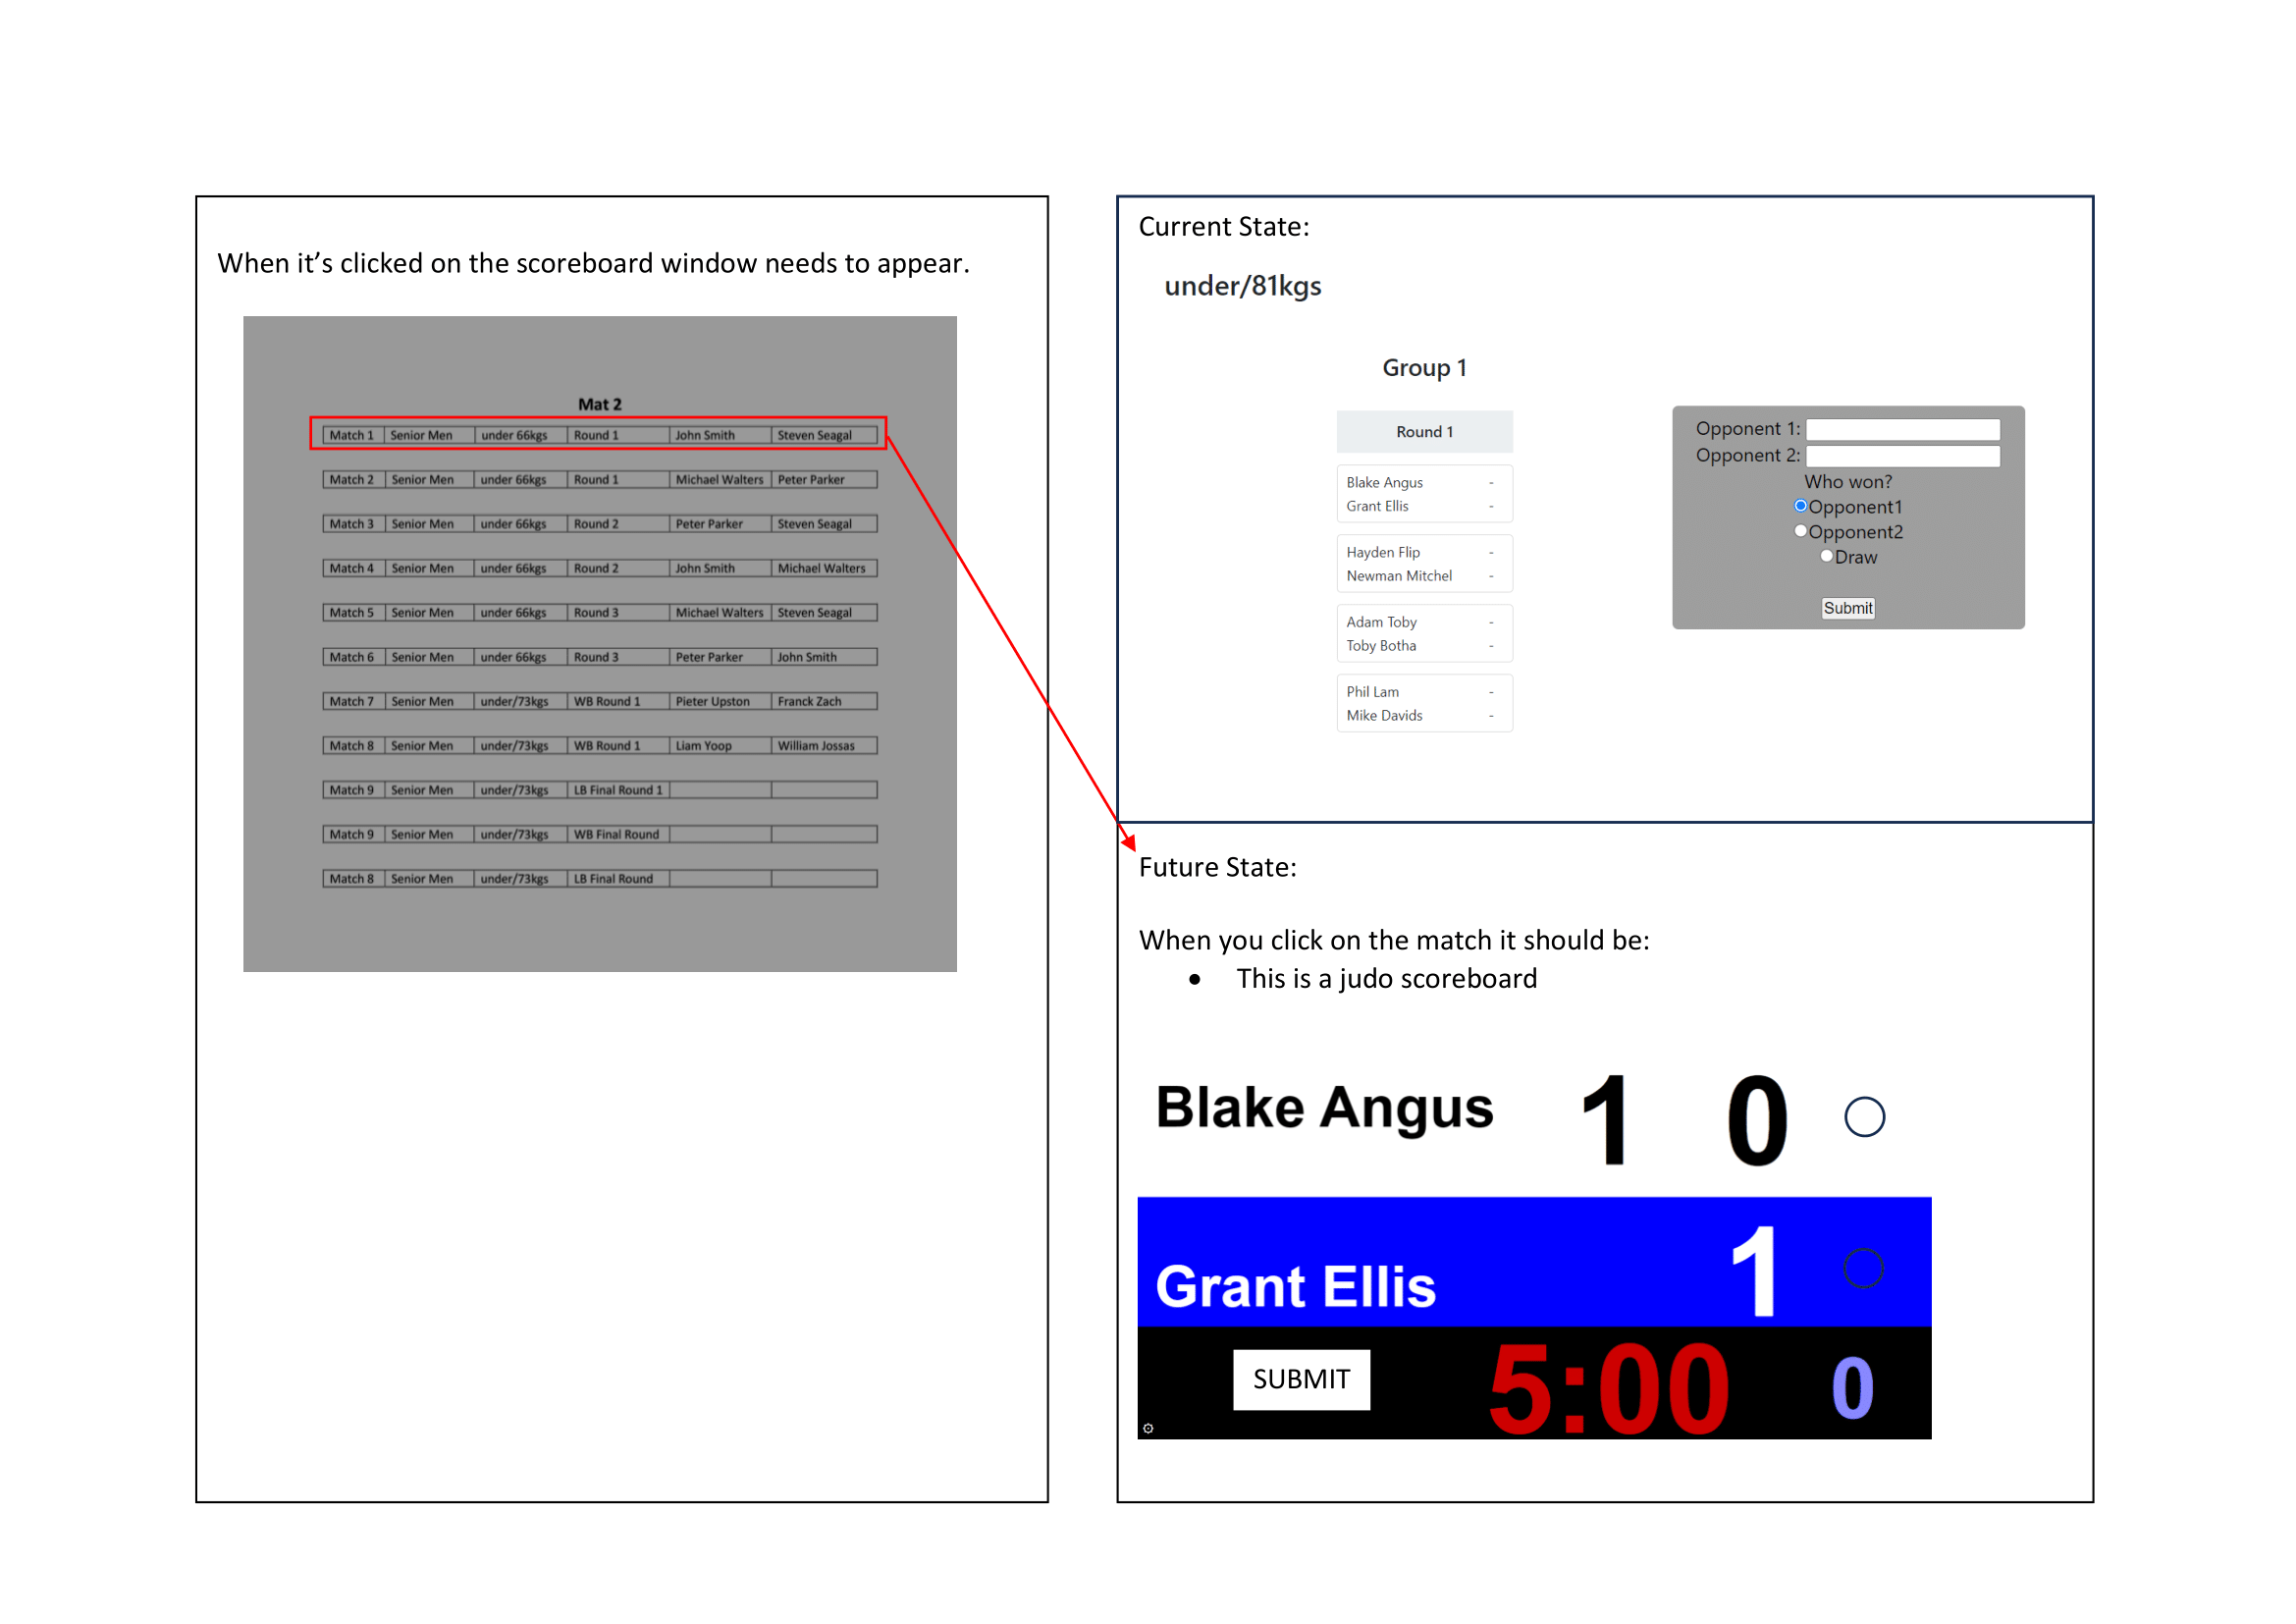 When it’s clicked on the scoreboard window needs to appear.
Mat 2
Match 1 Senior Men under 66kgs Round 1 John Smith Steven Seagal
Match 2 Senior Men under 66kgs Round 1 Michael Walters Peter Parker
Match 3 Senior Men under 66kgs Round 2 Peter Parker Steven Seagal
Match 4 Senior Men under 66kgs Round 2 John Smith Michael Walters
Match 5 Senior Men under 66kgs Round 3 Michael Walters Steven Seagal
Match 6 Senior Men under 66kgs Round 3 Peter Parker John Smith
Match 7 Senior Men under/73kgs WB Round 1 Pieter Upston Franck Zach
Match 8 Senior Men under/73kgs WB Round 1 Liam Yoop William Jossas
Match 9 Senior Men under/73kgs LB Final Round 1
Match 9 Senior Men under/73kgs WB Final Round
Match 8 Senior Men under/73kgs LB Final Round
Current State:
under/81kgs
Group 1
Round 1
Blake Angus -
Grant Ellis -
Hayden Flip -
Newman Mitchel -
Adam Toby -
Toby Botha -
Phil Lam -
Mike Davids -
Opponent 1:
Opponent 2:
Who won?
Opponent1
Opponent2
Draw
Submit
Future State:
When you click on the match it should be:
• This is a judo scoreboard
Blake Angus 1 0
Grant Ellis 1
SUBMIT 5:00 0